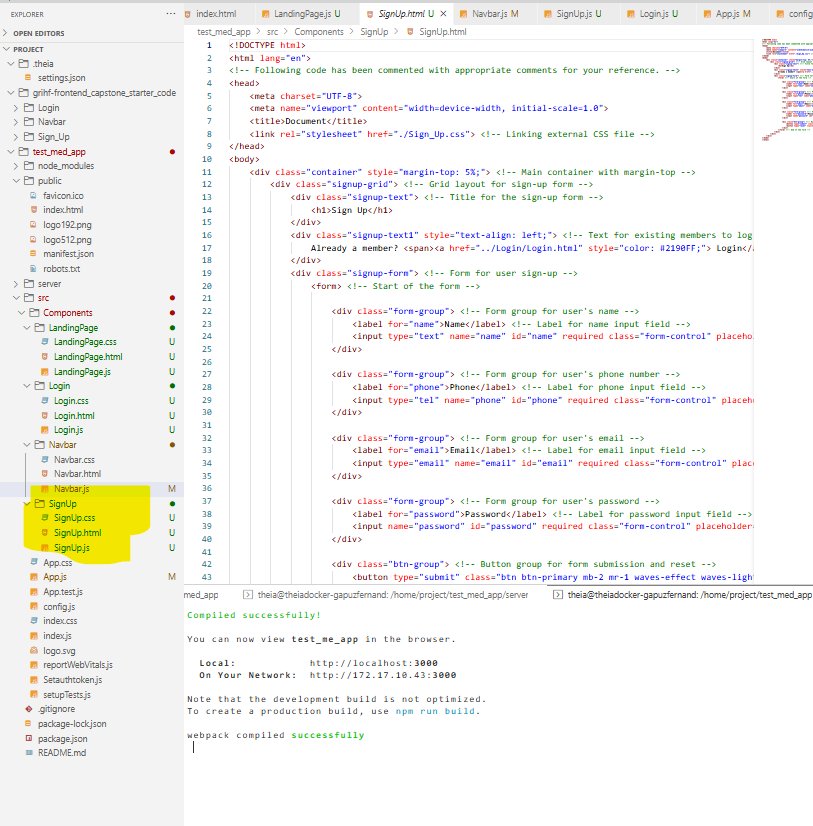 EXPLORER
···
> OPEN EDITORS
PROJECT
.theia
settings.json
grihf-frontend_capstone_starter_code
Login
Navbar
Sign_Up
test_med_app
node_modules
public
favicon.ico
index.html
logo192.png
logo512.png
manifest.json
robots.txt
server
src
Components
LandingPage
LandingPage.css U
LandingPage.html U
LandingPage.js U
Login
Login.css U
Login.html U
Login.js U
Navbar
Navbar.css
Navbar.html
Navbar.js M
SignUp
SignUp.css U
SignUp.html U
SignUp.js U
App.css
App.js M
App.test.js
config.js
index.css
index.js
logo.svg
reportWebVitals.js
Setauthtoken.js
setupTests.js
.gitignore
package-lock.json
package.json
README.md
index.html LandingPage.js U SignUp.html U × Navbar.js M SignUp.js U Login.js U App.js M config
test_med_app > src > Components > SignUp > SignUp.html
1 <!DOCTYPE html>
2 <html lang="en">
3 <!-- Following code has been commented with appropriate comments for your reference. -->
4 <head>
5 <meta charset="UTF-8">
6 <meta name="viewport" content="width=device-width, initial-scale=1.0">
7 <title>Document</title>
8 <link rel="stylesheet" href="./Sign_Up.css"> <!-- Linking external CSS file -->
9 </head>
10 <body>
11 <div class="container" style="margin-top: 5%;"> <!-- Main container with margin-top -->
12 <div class="signup-grid"> <!-- Grid layout for sign-up form -->
13 <div class="signup-text"> <!-- Title for the sign-up form -->
14 <h1>Sign Up</h1>
15 </div>
16 <div class="signup-text1" style="text-align: left;"> <!-- Text for existing members to log
17 Already a member? <span><a href="../Login/Login.html" style="color: #2190FF;"> Login</
18 </div>
19 <div class="signup-form"> <!-- Form for user sign-up -->
20 <form> <!-- Start of the form -->
21
22 <div class="form-group"> <!-- Form group for user's name -->
23 <label for="name">Name</label> <!-- Label for name input field -->
24 <input type="text" name="name" id="name" required class="form-control" placeho
25 </div>
26
27 <div class="form-group"> <!-- Form group for user's phone number -->
28 <label for="phone">Phone</label> <!-- Label for phone input field -->
29 <input type="tel" name="phone" id="phone" required class="form-control" placeh
30 </div>
31
32 <div class="form-group"> <!-- Form group for user's email -->
33 <label for="email">Email</label> <!-- Label for email input field -->
34 <input type="email" name="email" id="email" required class="form-control" plac
35 </div>
36
37 <div class="form-group"> <!-- Form group for user's password -->
38 <label for="password">Password</label> <!-- Label for password input field -->
39 <input name="password" id="password" required class="form-control" placeholder
40 </div>
41
42 <div class="btn-group"> <!-- Button group for form submission and reset -->
43 <button type="submit" class="btn btn-primary mb-2 mr-1 waves-effect waves-ligh
med_app theia@theiadocker-gapuzfernand: /home/project/test_med_app/server theia@theiadocker-gapuzfernand: /home/project/test_med_app
Compiled successfully!
You can now view test_me_app in the browser.
Local: http://localhost:3000
On Your Network: http://172.17.10.43:3000
Note that the development build is not optimized.
To create a production build, use npm run build.
webpack compiled successfully